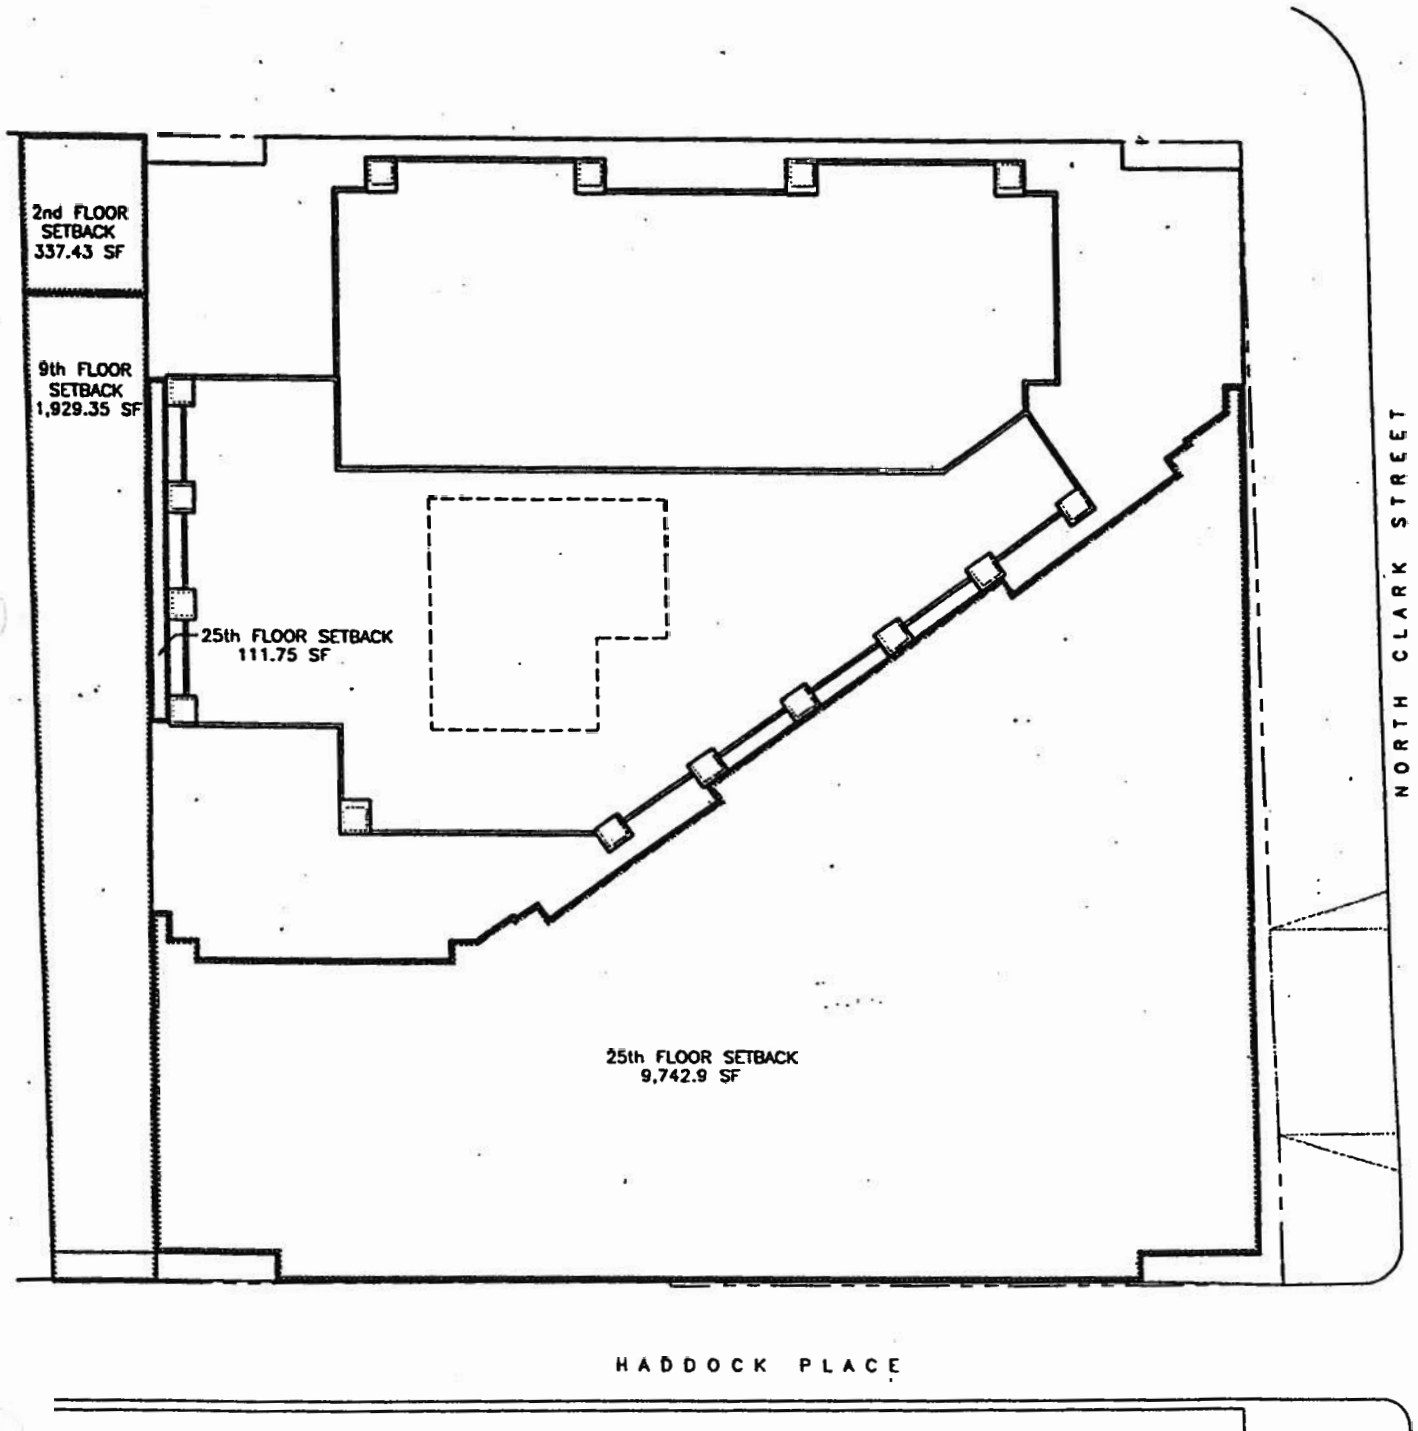 2nd FLOOR
SETBACK
337.43 SF
9th FLOOR
SETBACK
1,929.35 SF
25th FLOOR SETBACK
111.75 SF
NORTH CLARK STREET
25th FLOOR SETBACK
9,742.9 SF
HADDOCK PLACE